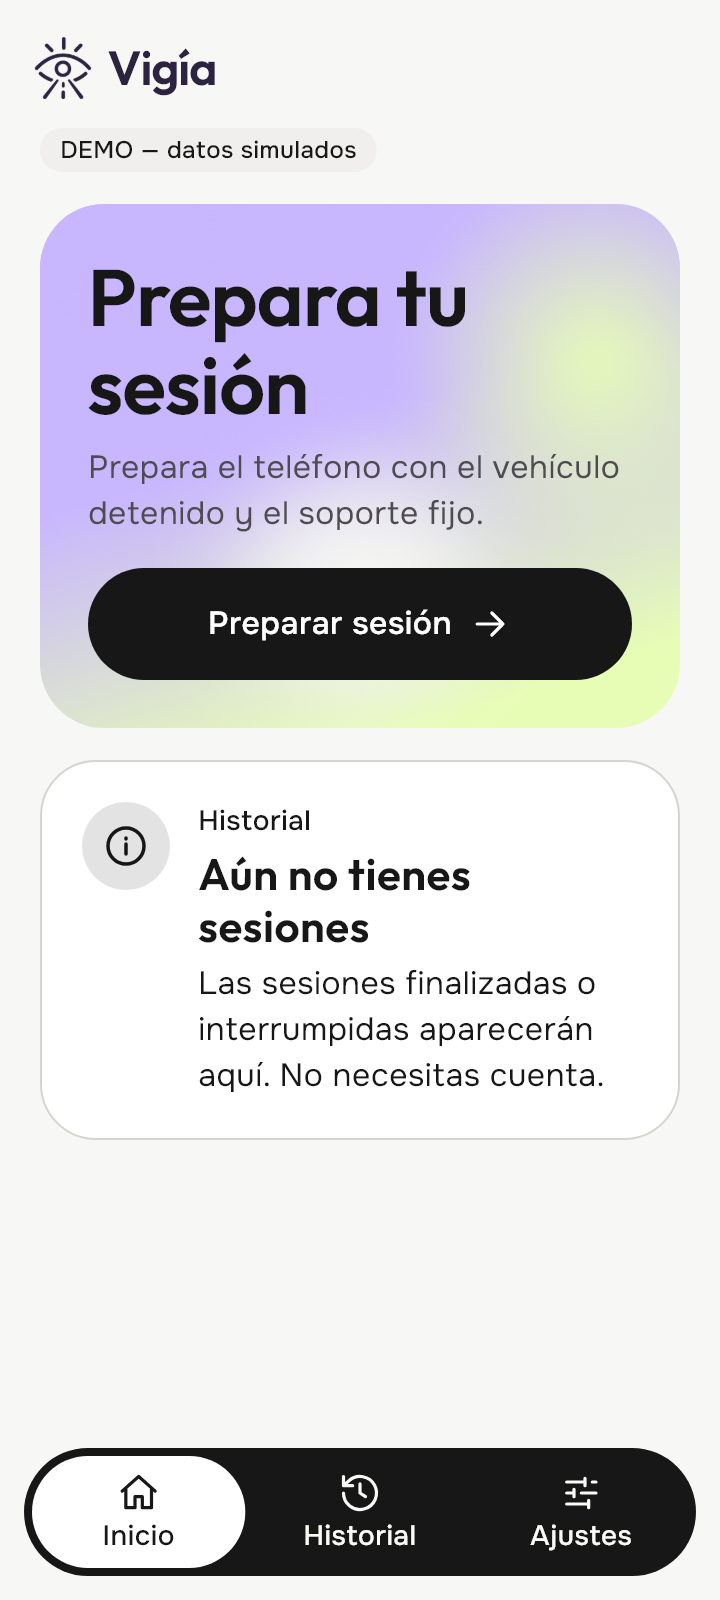 Vigía
DEMO — datos simulados
Prepara tu
sesión
Prepara el teléfono con el vehículo
detenido y el soporte fijo.
Preparar sesión →
Historial
Aún no tienes
sesiones
Las sesiones finalizadas o
interrumpidas aparecerán
aquí. No necesitas cuenta.
Inicio
Historial
Ajustes